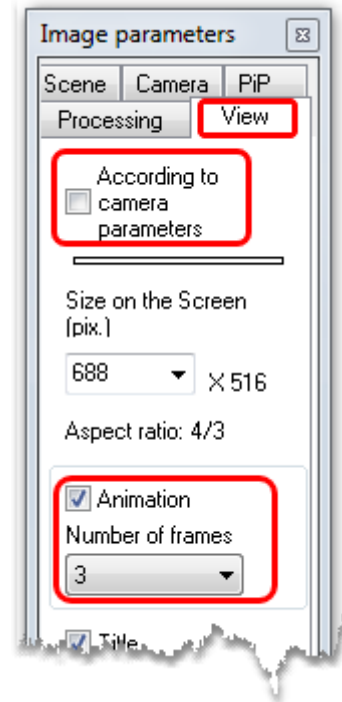 Image parameters
Scene Camera PiP
Processing View
According to
camera
parameters
Size on the Screen
(pix.)
688 X 516
Aspect ratio: 4/3
Animation
Number of frames
3
Title